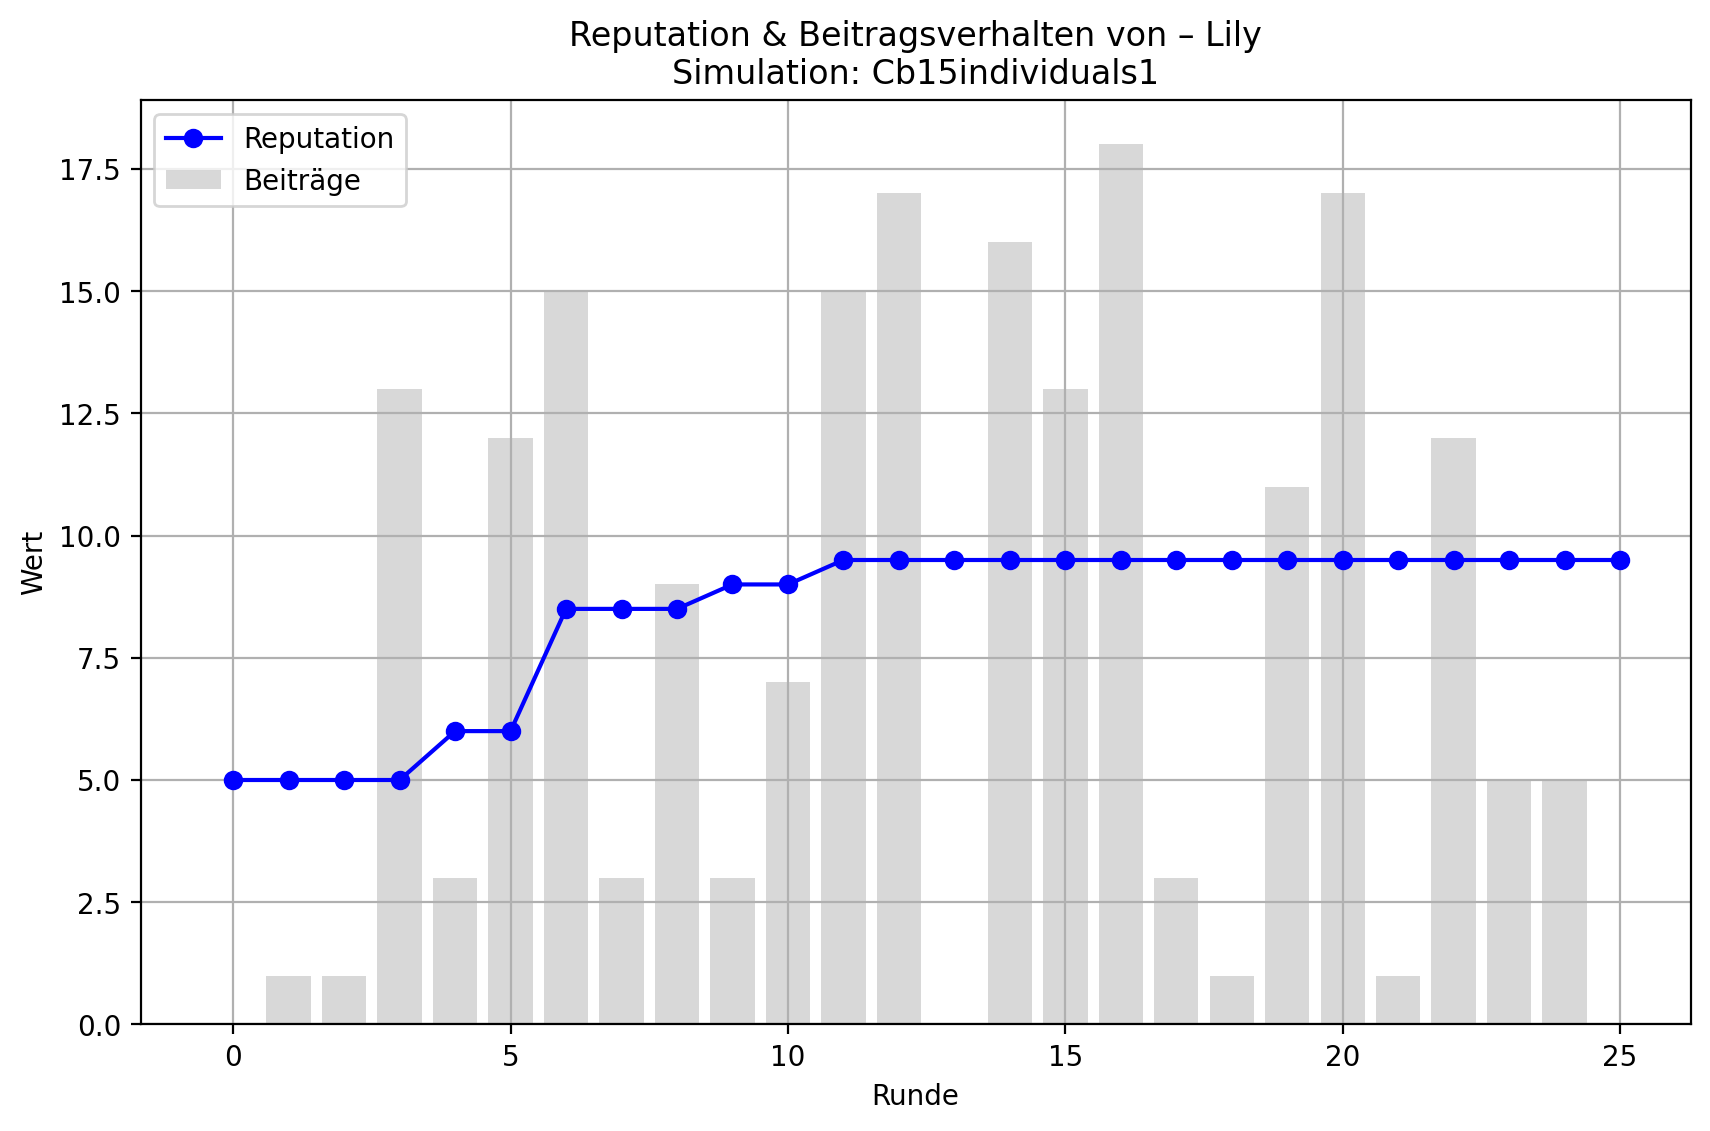 Reputation & Beitragsverhalten von – Lily
Simulation: Cb15individuals1
Reputation
Beiträge
Wert
17.5
15.0
12.5
10.0
7.5
5.0
2.5
0.0
0 5 10 15 20 25
Runde